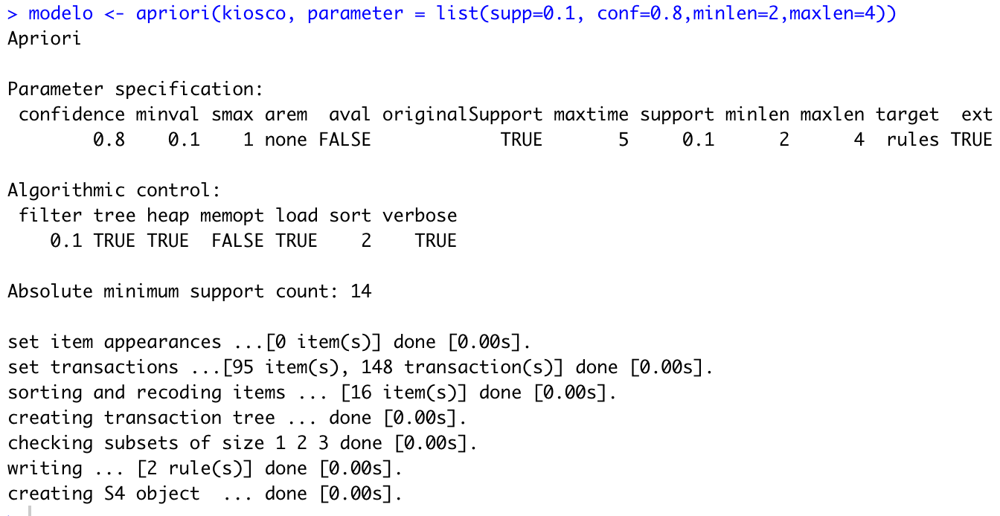 > modelo <- apriori(kiosco, parameter = list(supp=0.1, conf=0.8,minlen=2,maxlen=4))
Apriori

Parameter specification:
 confidence minval smax arem  aval originalSupport maxtime support minlen maxlen target  ext
        0.8    0.1    1 none FALSE            TRUE       5     0.1      2      4  rules TRUE

Algorithmic control:
 filter tree heap memopt load sort verbose
    0.1 TRUE TRUE  FALSE TRUE    2    TRUE

Absolute minimum support count: 14

set item appearances ...[0 item(s)] done [0.00s].
set transactions ...[95 item(s), 148 transaction(s)] done [0.00s].
sorting and recoding items ... [16 item(s)] done [0.00s].
creating transaction tree ... done [0.00s].
checking subsets of size 1 2 3 done [0.00s].
writing ... [2 rule(s)] done [0.00s].
creating S4 object  ... done [0.00s].